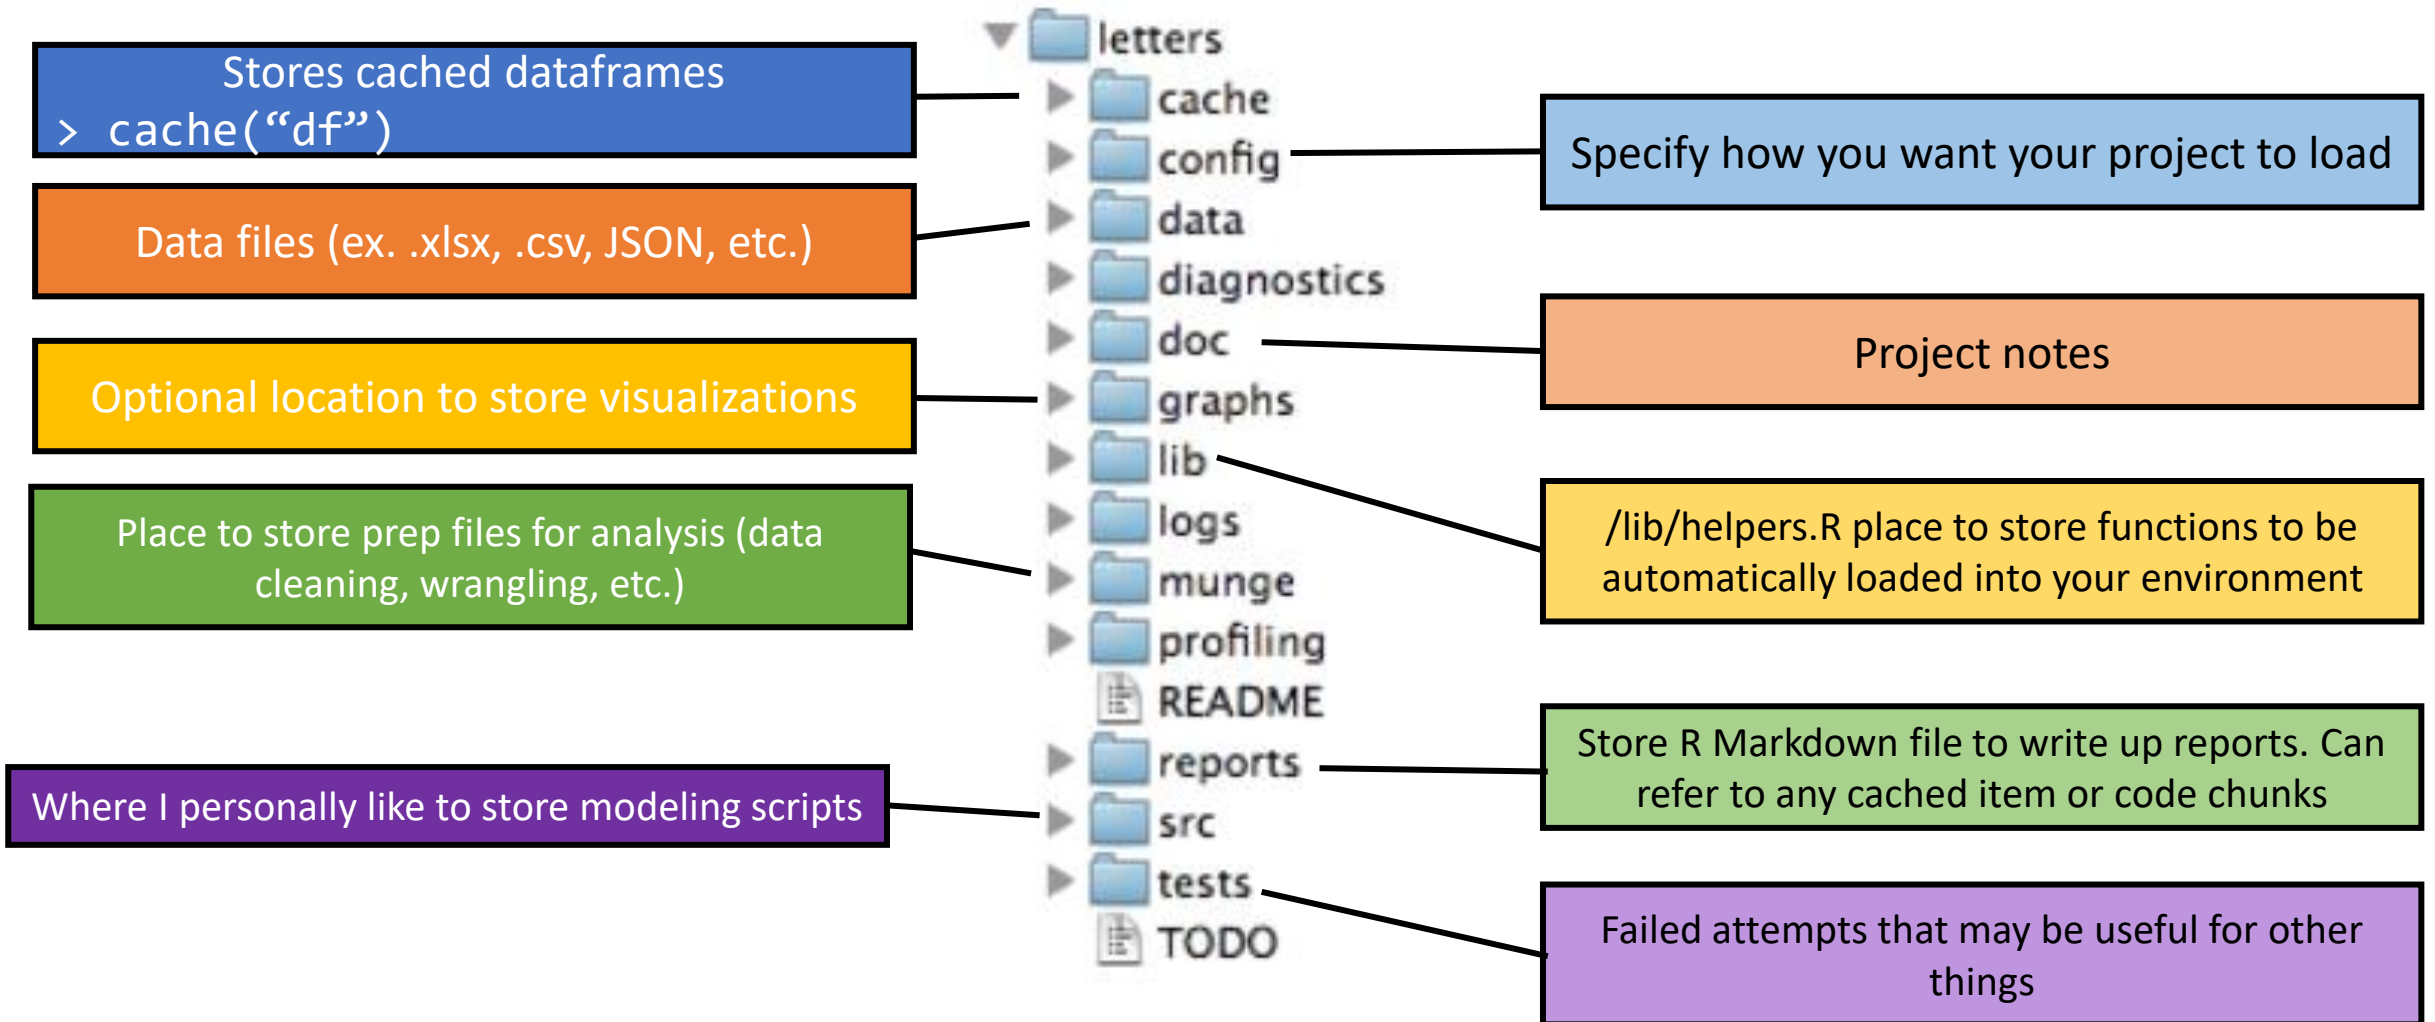 Stores cached dataframes
> cache(“df”)
Data files (ex. .xlsx, .csv, JSON, etc.)
Optional location to store visualizations
Place to store prep files for analysis (data
cleaning, wrangling, etc.)
Where I personally like to store modeling scripts
letters
cache
config
data
diagnostics
doc
graphs
lib
logs
munge
profiling
README
reports
src
tests
TODO
Specify how you want your project to load
Project notes
/lib/helpers.R place to store functions to be
automatically loaded into your environment
Store R Markdown file to write up reports. Can
refer to any cached item or code chunks
Failed attempts that may be useful for other
things